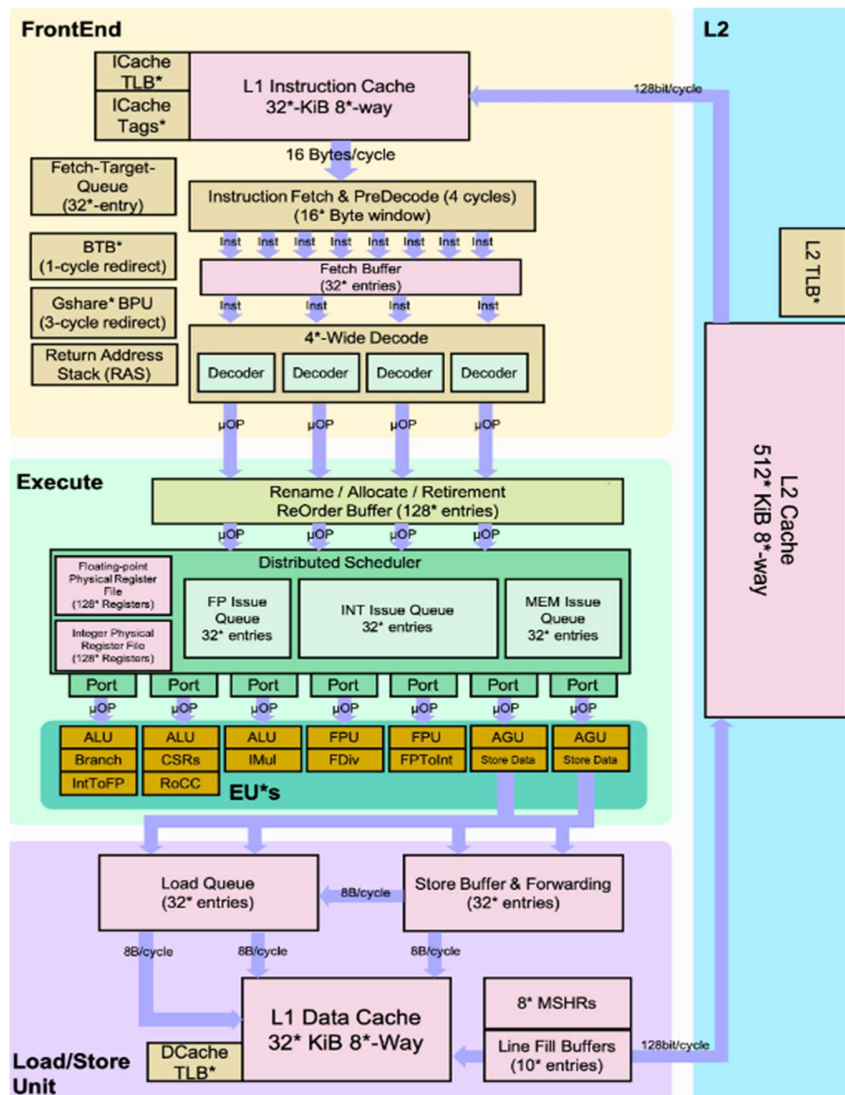 FrontEnd
L2
ICache
TLB*
ICache
Tags*
L1 Instruction Cache
32*-KiB 8*-way
128bit/cycle
16 Bytes/cycle
Fetch-Target-
Queue
(32*-entry)
Instruction Fetch & PreDecode (4 cycles)
(16* Byte window)
Inst Inst Inst Inst Inst Inst Inst Inst
BTB*
(1-cycle redirect)
Fetch Buffer
(32* entries)
Gshare* BPU
(3-cycle redirect)
Inst Inst Inst Inst
Return Address
Stack (RAS)
4*-Wide Decode
Decoder Decoder Decoder Decoder
µOP µOP µOP µOP
L2 TLB*
L2 Cache
512* KiB 8*-way
Execute
Rename / Allocate / Retirement
ReOrder Buffer (128* entries)
µOP µOP µOP µOP
Distributed Scheduler
Floating-point
Physical Register
File
(128* Registers)
Integer Physical
Register File
(128* Registers)
FP Issue
Queue
32* entries
INT Issue Queue
32* entries
MEM Issue
Queue
32* entries
Port Port Port Port Port Port Port
µOP µOP µOP µOP µOP µOP µOP
ALU ALU ALU FPU FPU AGU AGU
Branch CSRs IMul FDiv FPToInt Store Data Store Data
IntToFP RoCC
EU*s
Load Queue
(32* entries)
8B/cycle
Store Buffer & Forwarding
(32* entries)
8B/cycle 8B/cycle 8B/cycle
L1 Data Cache
32* KiB 8*-Way
8* MSHRs
Line Fill Buffers
(10* entries)
128bit/cycle
DCache
TLB*
Load/Store
Unit